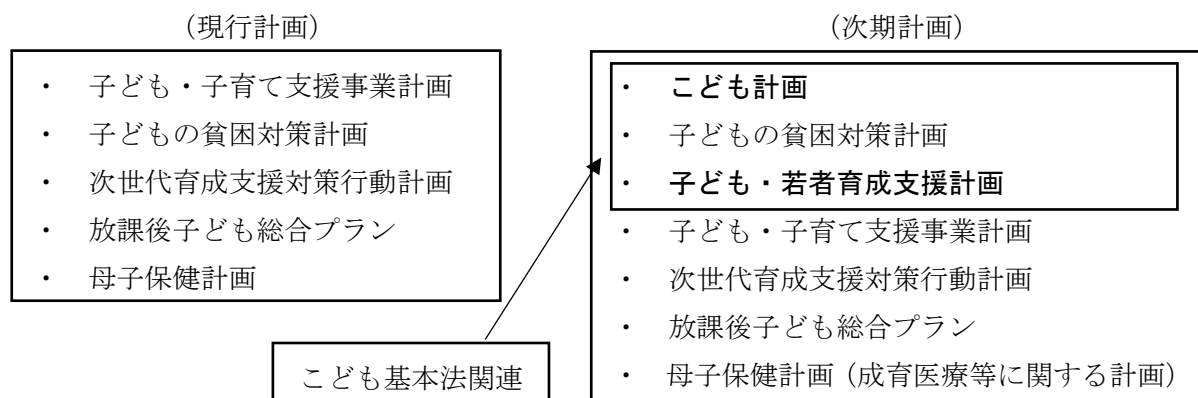 （現行計画）
・ 子ども・子育て支援事業計画
・ 子どもの貧困対策計画
・ 次世代育成支援対策行動計画
・ 放課後子ども総合プラン
・ 母子保健計画
（次期計画）
・ こども計画
・ 子どもの貧困対策計画
・ 子ども・若者育成支援計画
・ 子ども・子育て支援事業計画
・ 次世代育成支援対策行動計画
・ 放課後子ども総合プラン
・ 母子保健計画（成育医療等に関する計画）
こども基本法関連